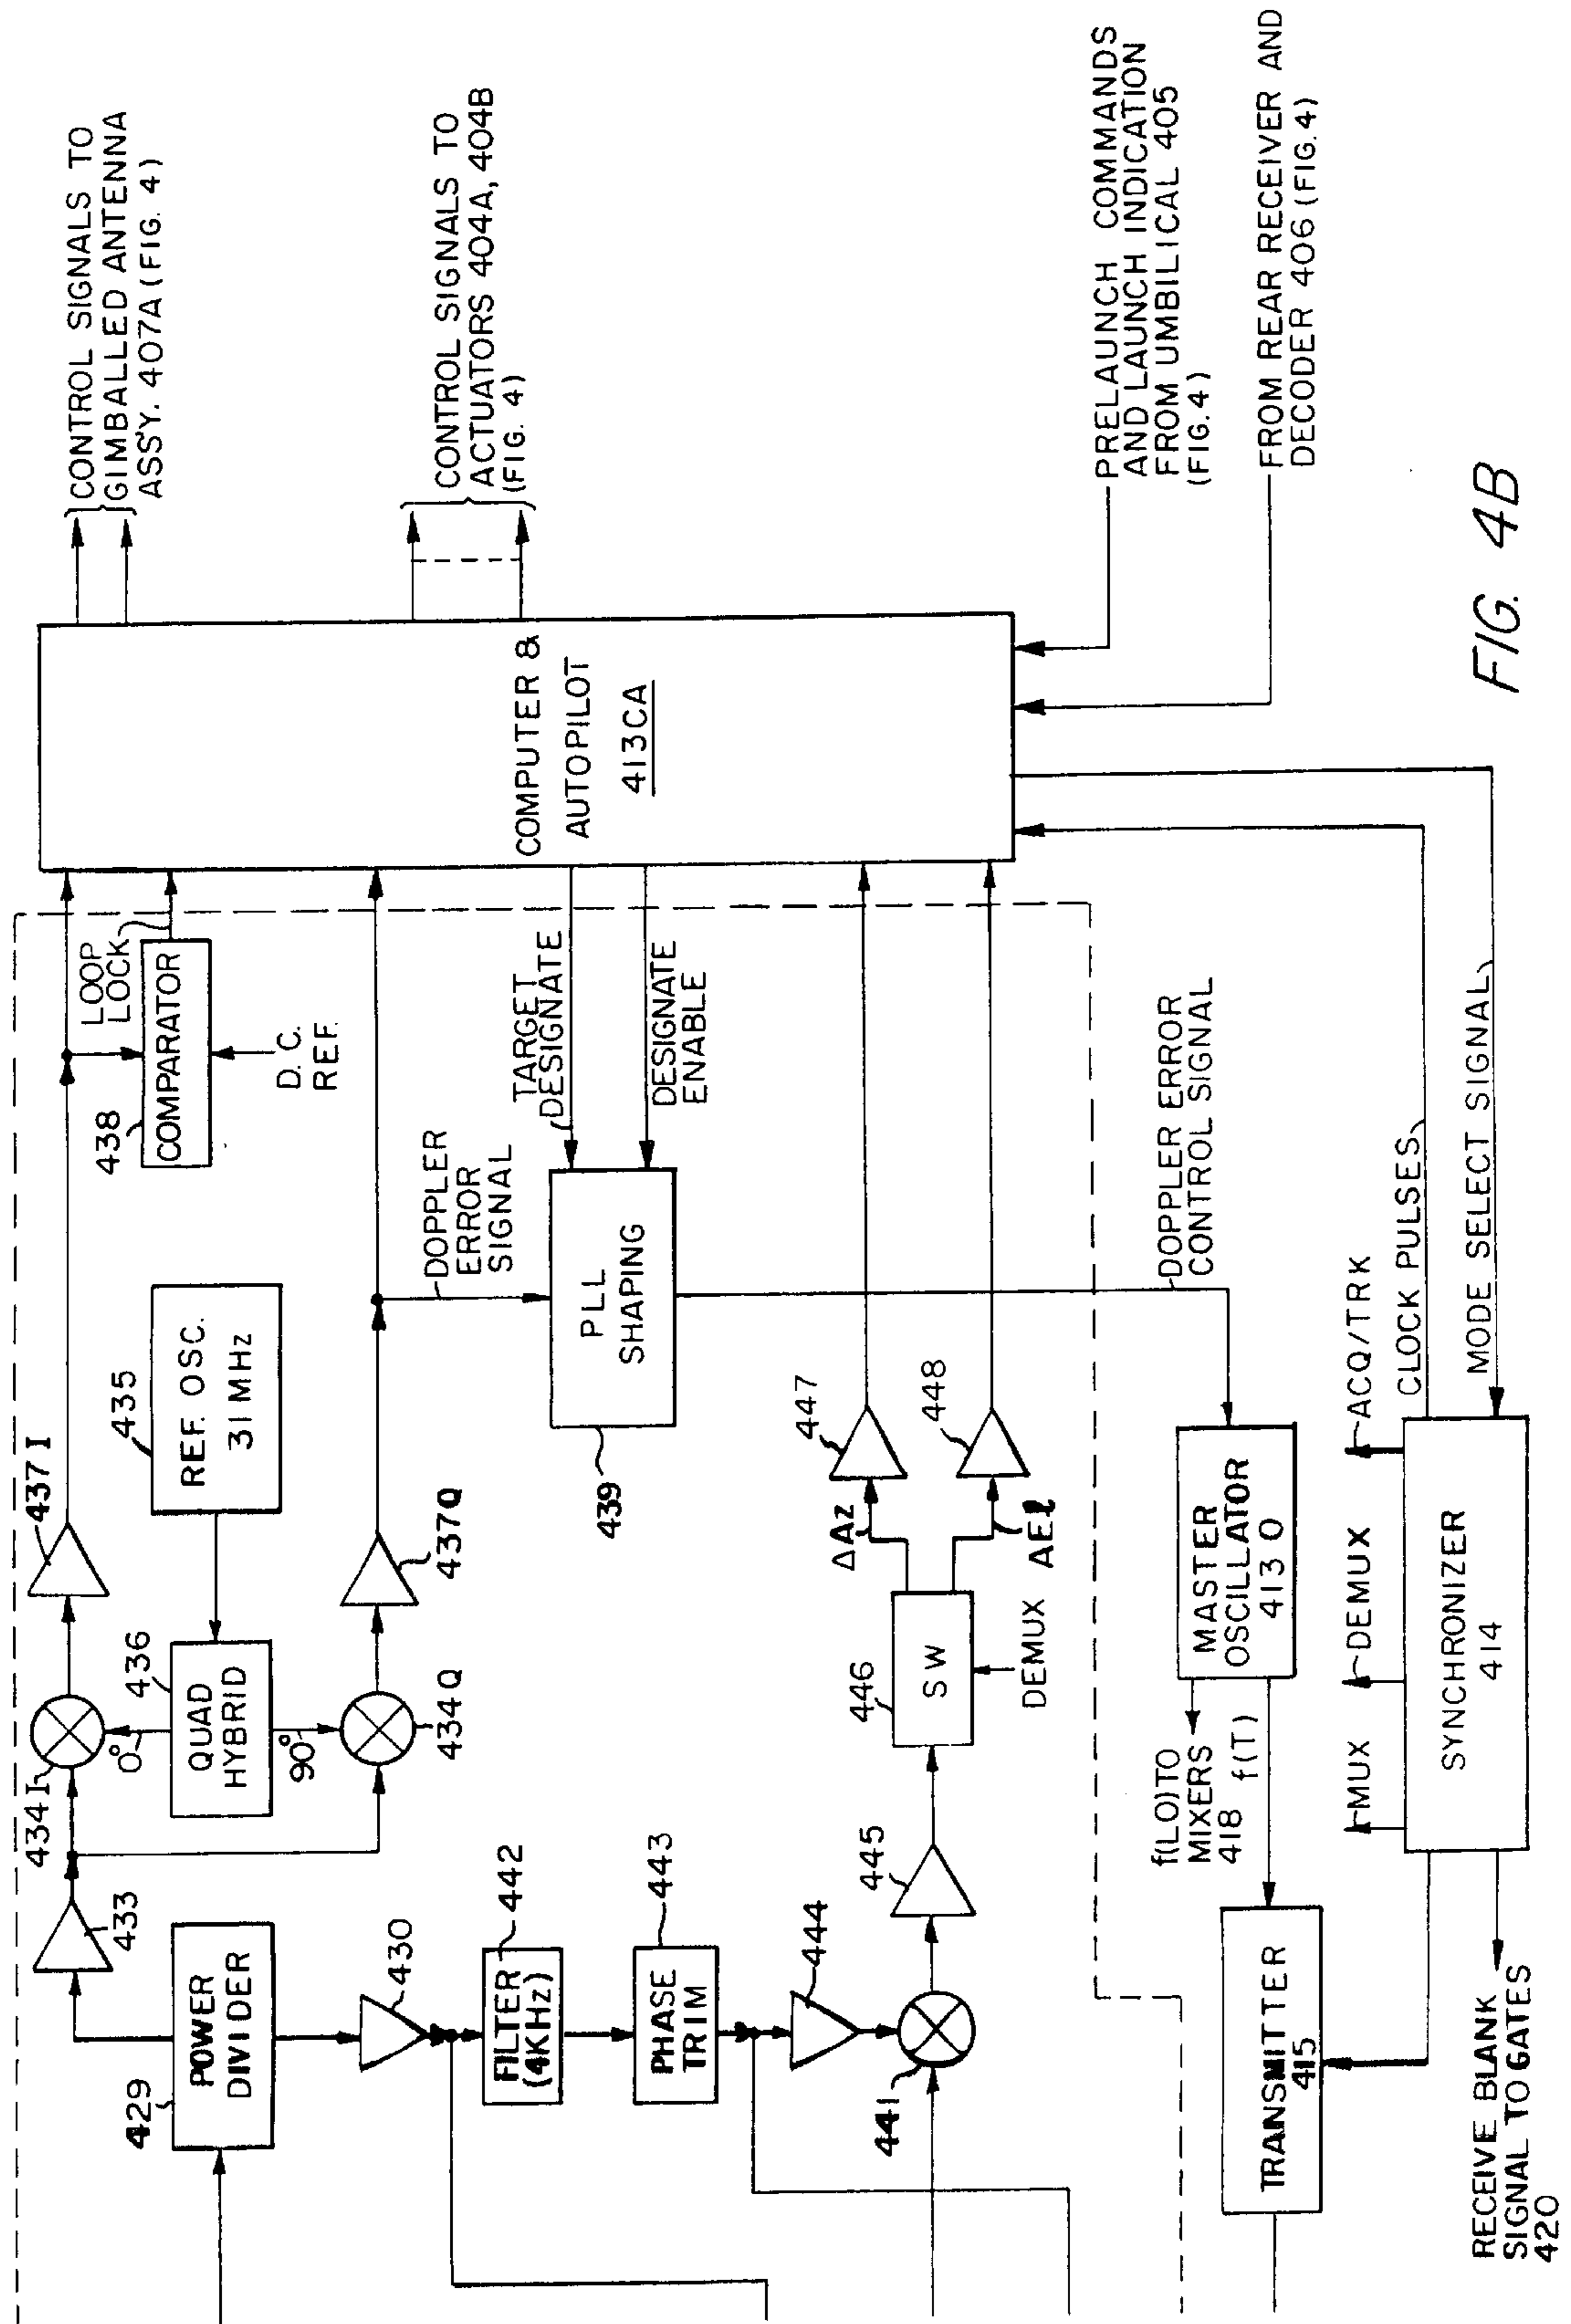 CONTROL SIGNALS TO
GIMBALLED ANTENNA
ASS'Y. 407A (FIG. 4)
CONTROL SIGNALS TO
ACTUATORS 404A, 404B
(FIG. 4)
PRELAUNCH COMMANDS
AND LAUNCH INDICATION
FROM UMBILICAL 405
(FIG. 4)
FROM REAR RECEIVER AND
DECODER 406 (FIG. 4)
COMPUTER &
AUTOPILOT
413CA
LOOP
LOCK
438
COMPARATOR
D.C.
REF.
TARGET
DESIGNATE
DESIGNATE
ENABLE
DOPPLER
ERROR
SIGNAL
PLL
SHAPING
439
435
REF. OSC.
31 MHz
437 I
437Q
434 I
0°
436
QUAD
HYBRID
90°
434Q
433
429
POWER
DIVIDER
430
442
FILTER
(4KHz)
443
PHASE
TRIM
444
441
445
446
SW
DEMUX
ΔAz
ΔEℓ
447
448
DOPPLER ERROR
CONTROL SIGNAL
MASTER
OSCILLATOR
413 O
f(LO) TO
MIXERS
418
f(T)
TRANSMITTER
415
ACQ/TRK
CLOCK PULSES
MODE SELECT SIGNAL
DEMUX
MUX
SYNCHRONIZER
414
RECEIVE BLANK
SIGNAL TO GATES
420
FIG. 4B